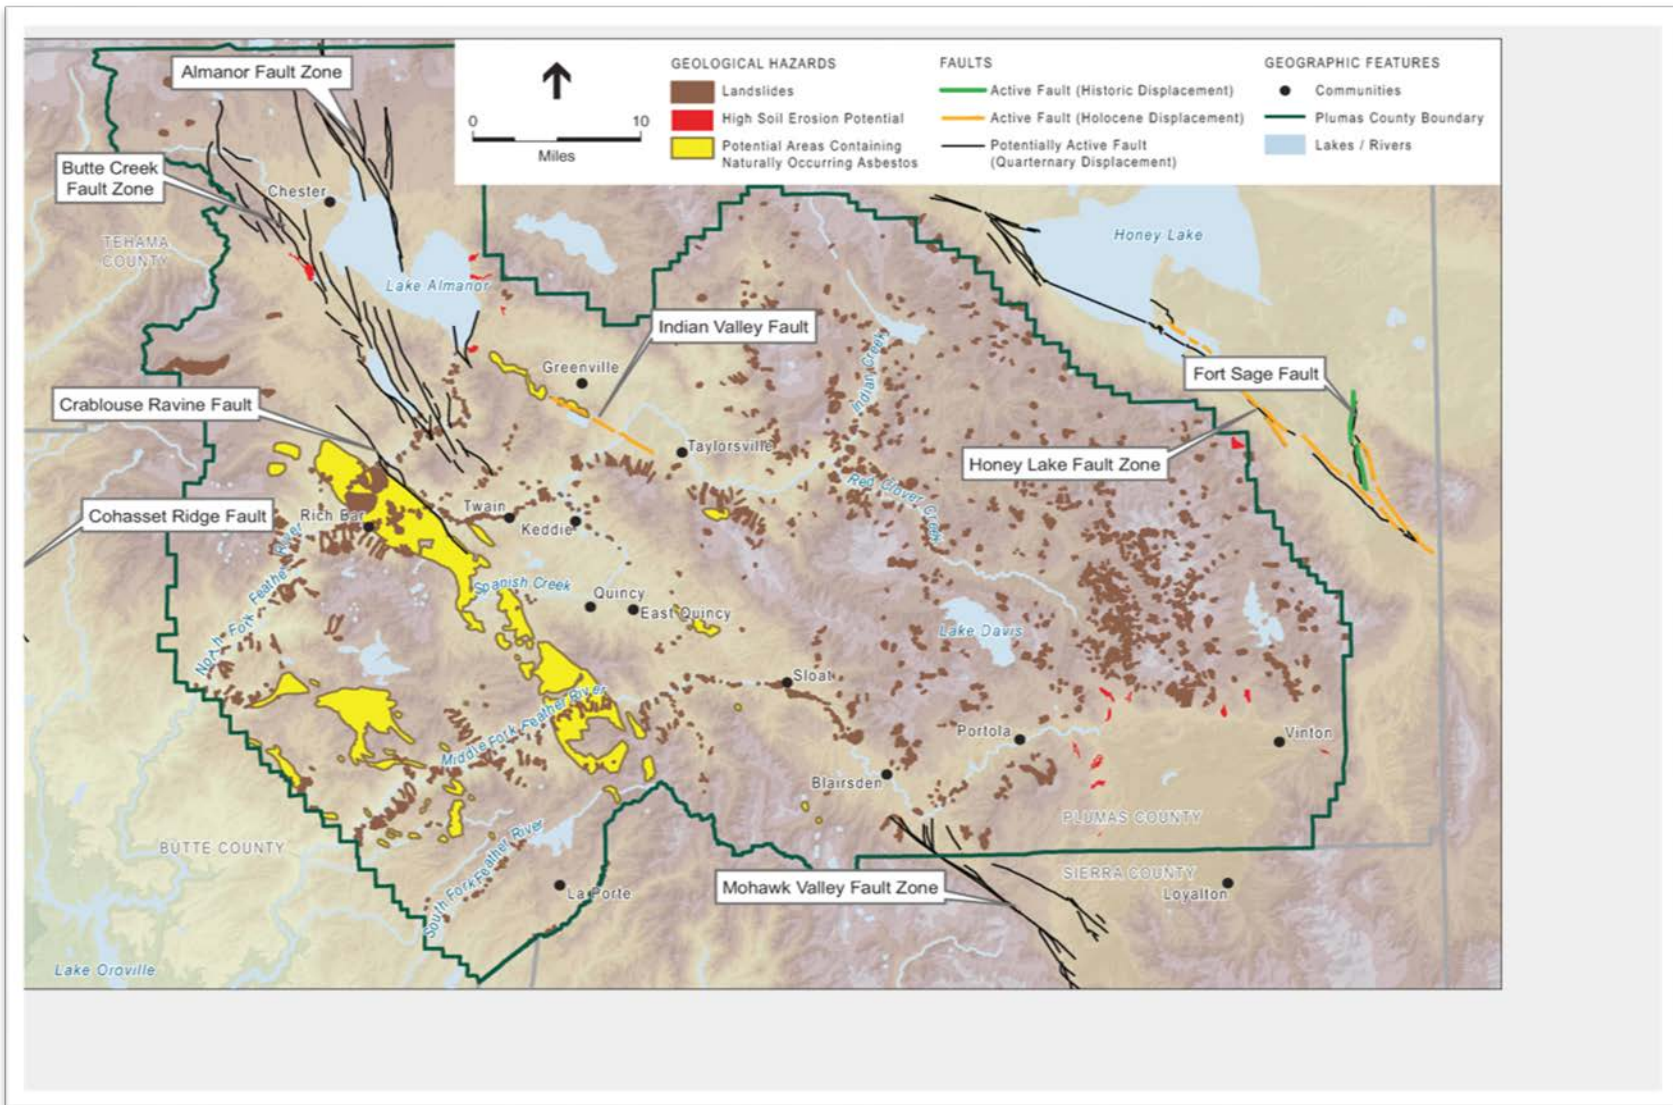 GEOLOGICAL HAZARDS
Landslides
High Soil Erosion Potential
Potential Areas Containing
Naturally Occurring Asbestos
FAULTS
Active Fault (Historic Displacement)
Active Fault (Holocene Displacement)
Potentially Active Fault
(Quarternary Displacement)
GEOGRAPHIC FEATURES
Communities
Plumas County Boundary
Lakes / Rivers
0
10
Miles
Almanor Fault Zone
Butte Creek
Fault Zone
Chester
TEHAMA
COUNTY
Honey Lake
Lake Almanor
Indian Valley Fault
Greenville
Indian Creek
Fort Sage Fault
Crablouse Ravine Fault
Taylorsville
Honey Lake Fault Zone
Red Clover Creek
Cohasset Ridge Fault
Rich Bar
Twain
Keddie
North Fork Feather River
Spanish Creek
Quincy
East Quincy
Lake Davis
Sloat
Middle Fork Feather River
Portola
Vinton
Blairsden
PLUMAS COUNTY
BUTTE COUNTY
South Fork Feather River
SIERRA COUNTY
Mohawk Valley Fault Zone
La Porte
Loyalton
Lake Oroville